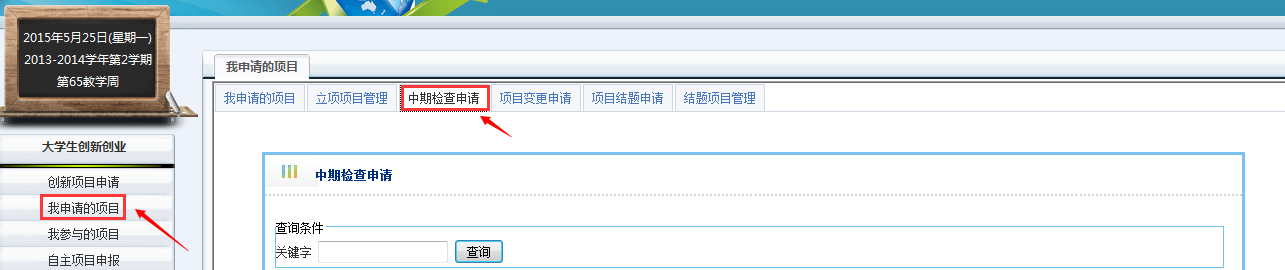 2015年5月25日(星期一)
2013-2014学年第2学期
第65教学周
大学生创新创业
创新项目申请
我申请的项目
我参与的项目
自主项目申报
我申请的项目
我申请的项目 立项项目管理 中期检查申请 项目变更申请 项目结题申请 结题项目管理
中期检查申请
查询条件
关键字 查询